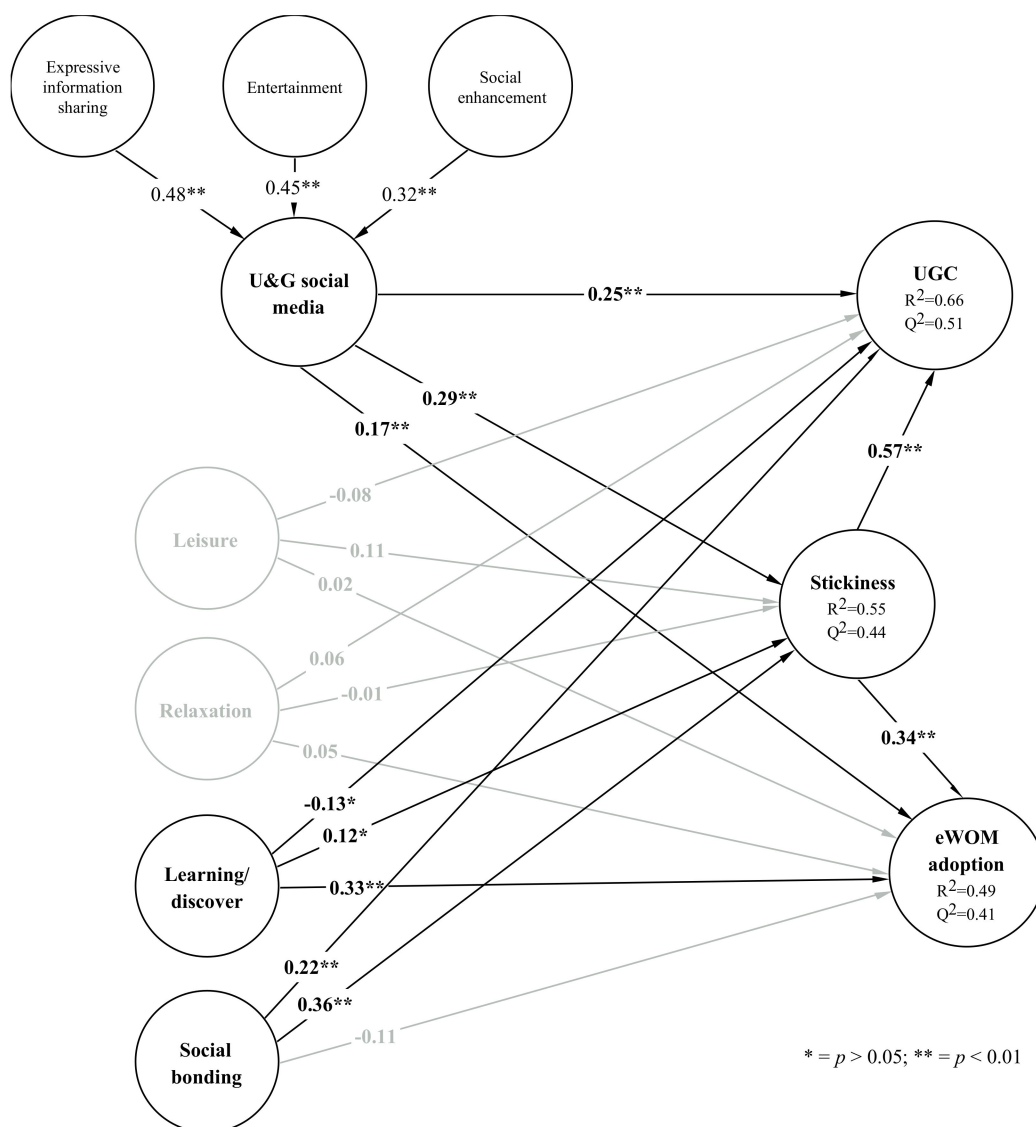 Expressive
information
sharing
Entertainment
Social
enhancement
0.48**
0.45**
0.32**
U&G social
media
UGC
R²=0.66
Q²=0.51
0.25**
0.29**
0.17**
0.57**
-0.08
Leisure
0.11
0.02
Stickiness
R²=0.55
Q²=0.44
0.06
Relaxation
-0.01
0.05
0.34**
-0.13*
0.12*
eWOM
adoption
R²=0.49
Q²=0.41
Learning/
discover
0.33**
0.22**
0.36**
-0.11
Social
bonding
* = p > 0.05; ** = p < 0.01